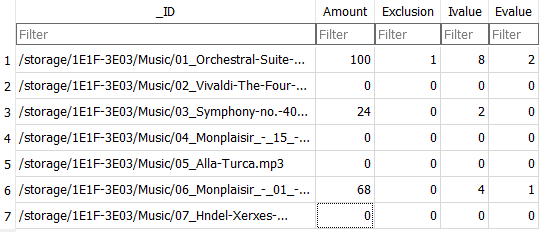 _ID Amount Exclusion Ivalue Evalue
Filter Filter Filter Filter Filter
1 /storage/1E1F-3E03/Music/01_Orchestral-Suite-... 100 1 8 2
2 /storage/1E1F-3E03/Music/02_Vivaldi-The-Four-... 0 0 0 0
3 /storage/1E1F-3E03/Music/03_Symphony-no.-40... 24 0 2 0
4 /storage/1E1F-3E03/Music/04_Monplaisir_-_15_-... 0 0 0 0
5 /storage/1E1F-3E03/Music/05_Alla-Turca.mp3 0 0 0 0
6 /storage/1E1F-3E03/Music/06_Monplaisir_-_01_-... 68 0 4 1
7 /storage/1E1F-3E03/Music/07_Hndel-Xerxes-... 0 0 0 0